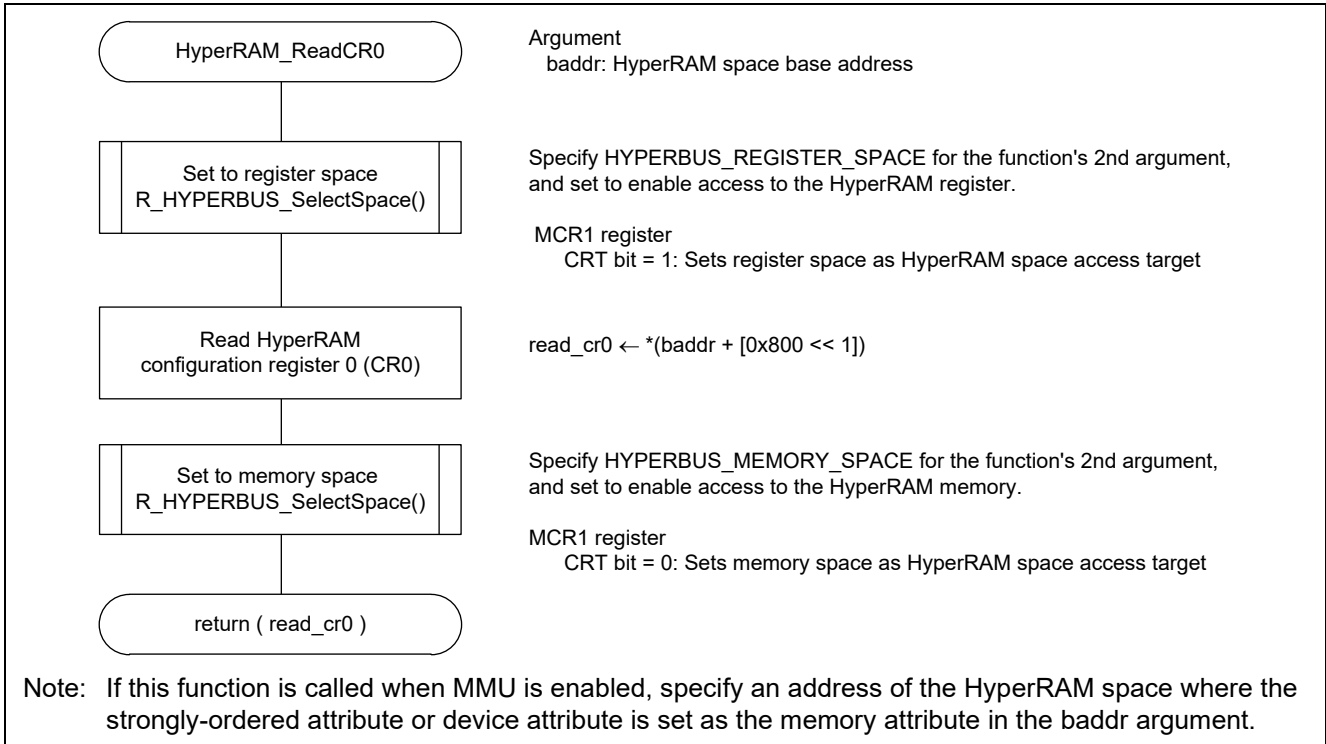 HyperRAM_ReadCR0
Argument
baddr: HyperRAM space base address
Set to register space
R_HYPERBUS_SelectSpace()
Specify HYPERBUS_REGISTER_SPACE for the function's 2nd argument,
and set to enable access to the HyperRAM register.
MCR1 register
CRT bit = 1: Sets register space as HyperRAM space access target
Read HyperRAM
configuration register 0 (CR0)
read_cr0 ← *(baddr + [0x800 << 1])
Set to memory space
R_HYPERBUS_SelectSpace()
Specify HYPERBUS_MEMORY_SPACE for the function's 2nd argument,
and set to enable access to the HyperRAM memory.
MCR1 register
CRT bit = 0: Sets memory space as HyperRAM space access target
return ( read_cr0 )
Note: If this function is called when MMU is enabled, specify an address of the HyperRAM space where the
strongly-ordered attribute or device attribute is set as the memory attribute in the baddr argument.